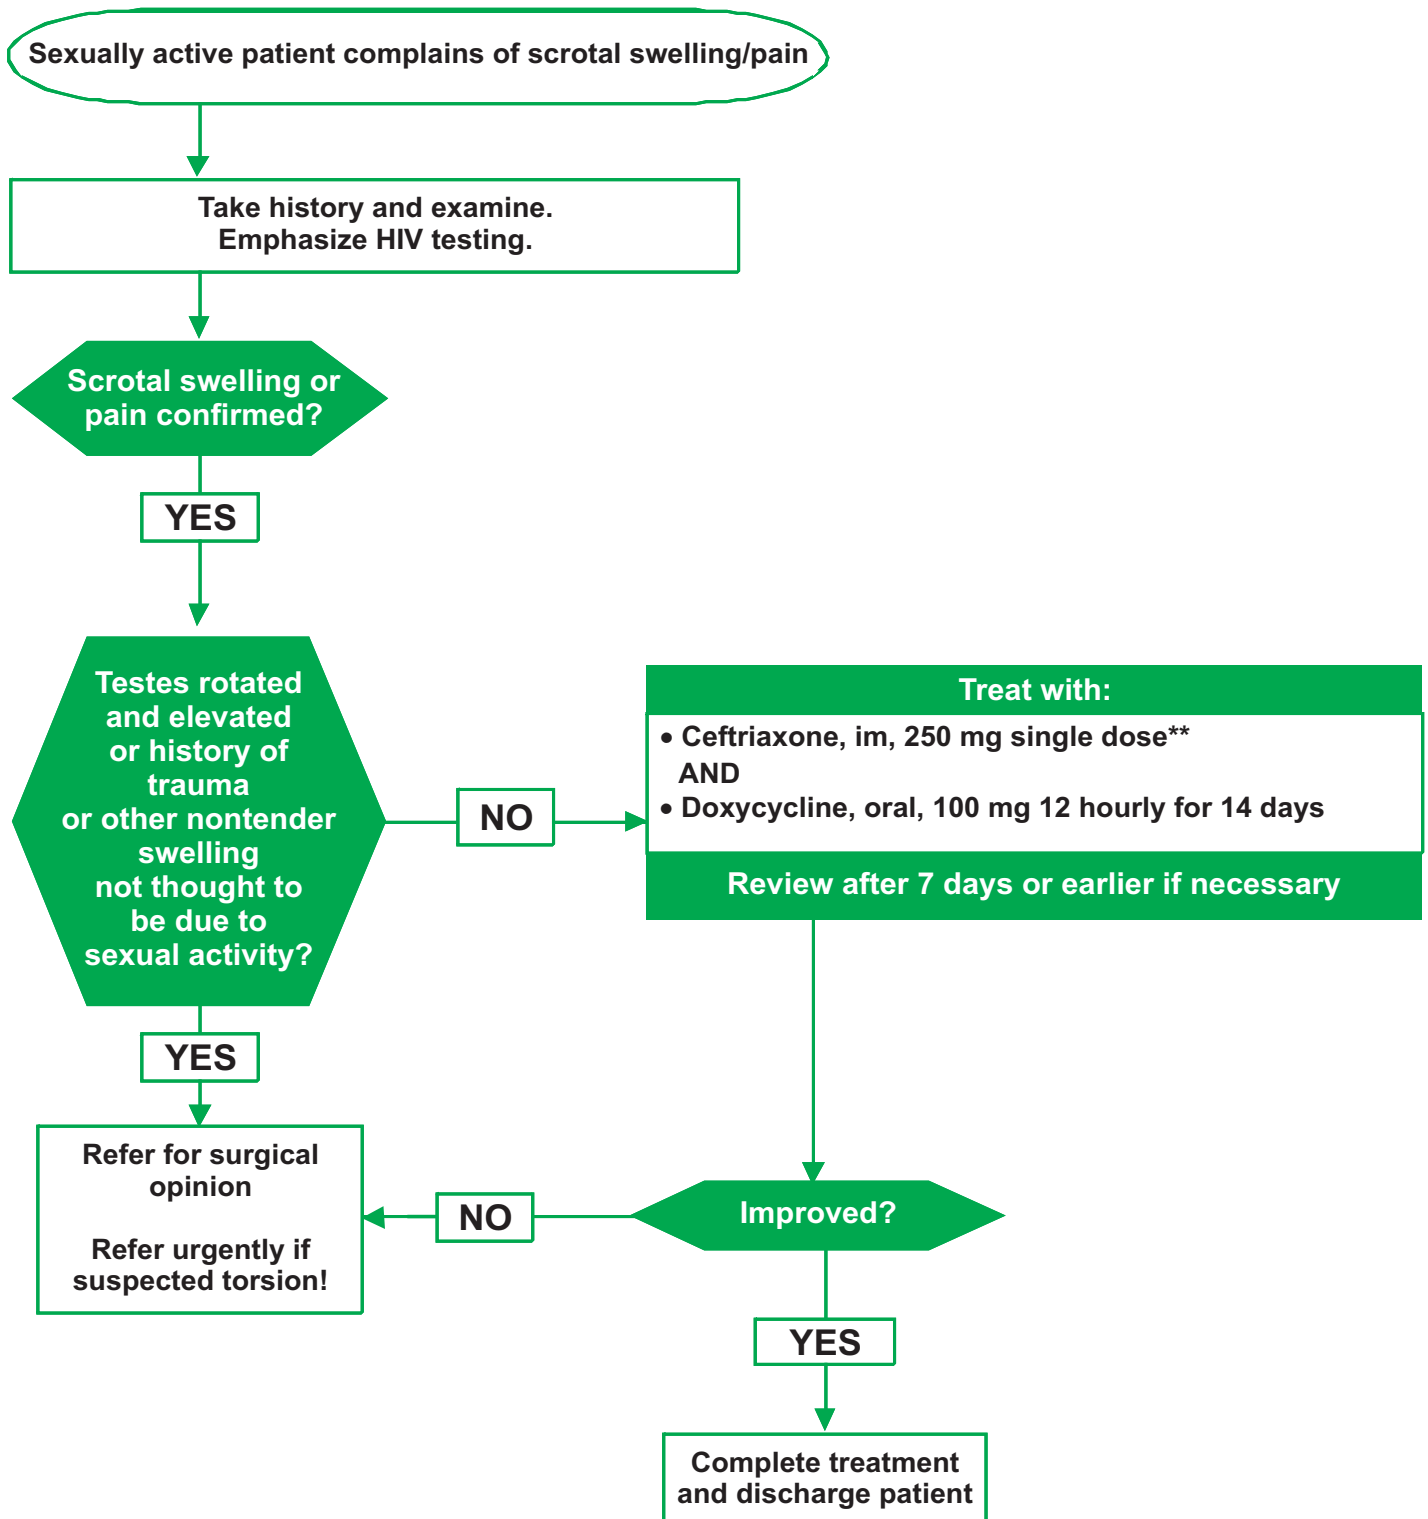 Sexually active patient complains of scrotal swelling/pain
Take history and examine.
Emphasize HIV testing.
Scrotal swelling or
pain confirmed?
YES
Testes rotated
and elevated
or history of
trauma
or other nontender
swelling
not thought to
be due to
sexual activity?
NO
Treat with:
• Ceftriaxone, im, 250 mg single dose**
AND
• Doxycycline, oral, 100 mg 12 hourly for 14 days
Review after 7 days or earlier if necessary
YES
Refer for surgical
opinion
Refer urgently if
suspected torsion!
NO
Improved?
YES
Complete treatment
and discharge patient